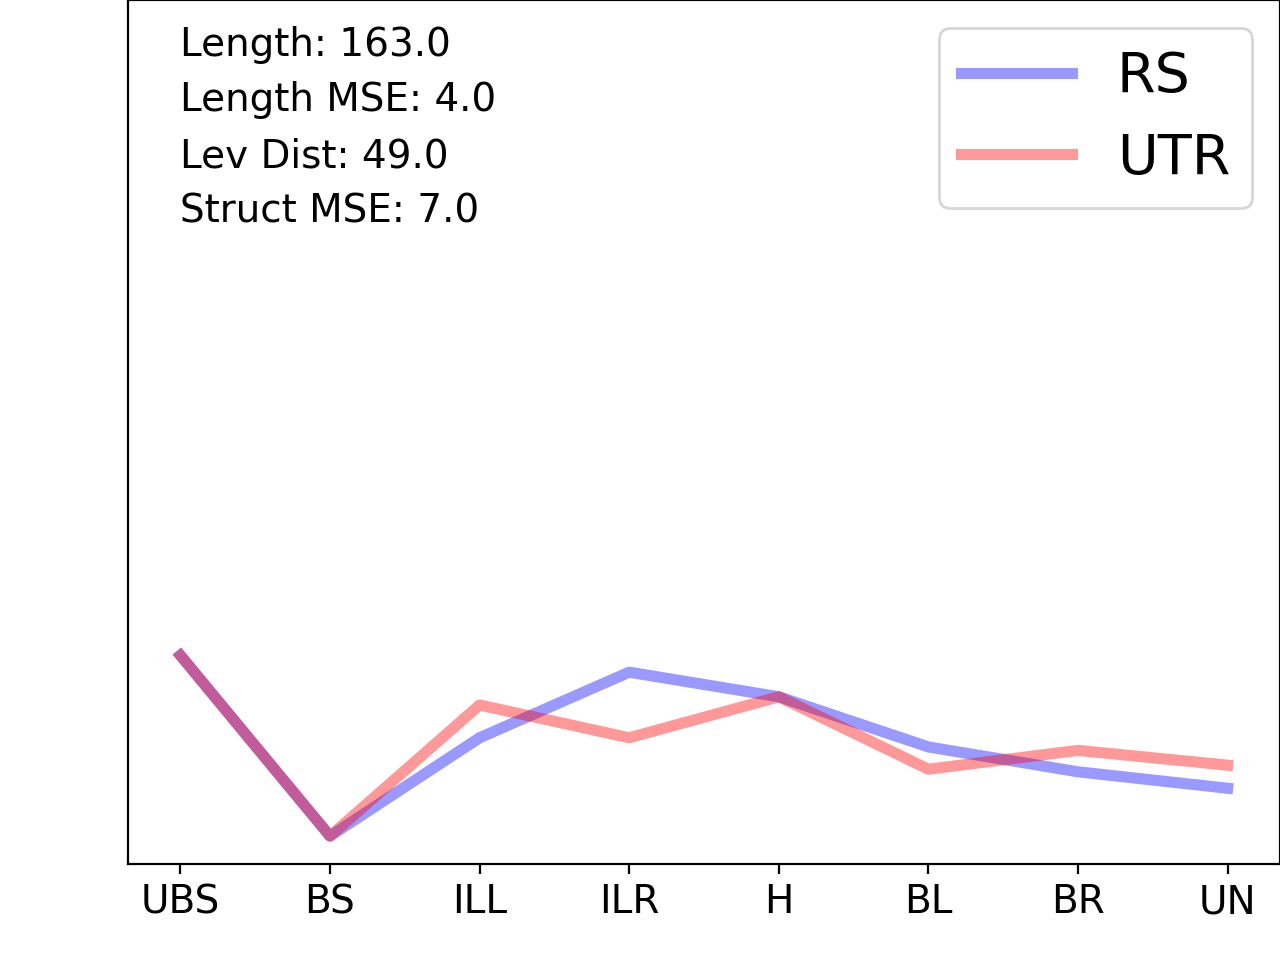 Length: 163.0
Length MSE: 4.0
Lev Dist: 49.0
Struct MSE: 7.0
RS
UTR
UBS BS ILL ILR H BL BR UN